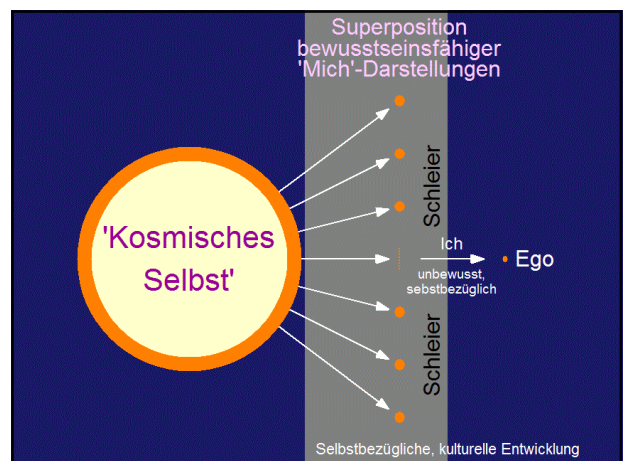 Superposition
bewusstseinsfähiger
'Mich'-Darstellungen
'Kosmisches
Selbst'
Schleier
Ich
Ego
unbewusst,
sebstbezüglich
Schleier
Selbstbezügliche, kulturelle Entwicklung